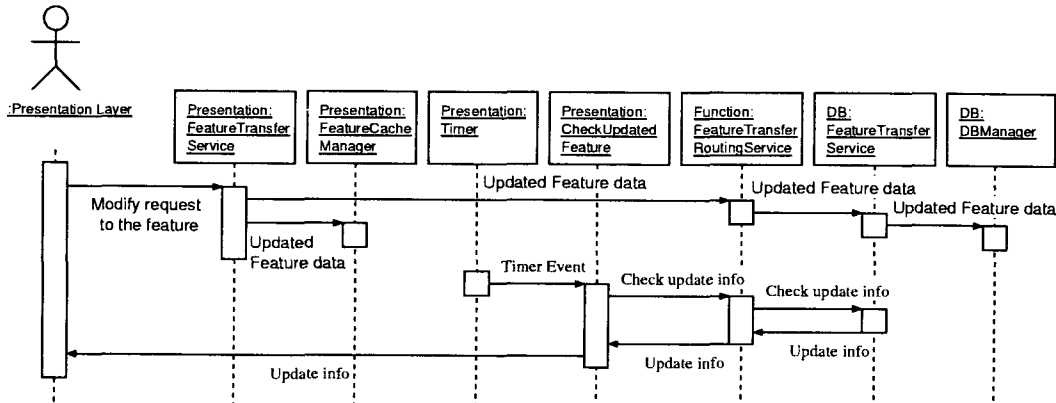 :Presentation Layer
Presentation:
FeatureTransfer
Service
Presentation:
FeatureCache
Manager
Presentation:
Timer
Presentation:
CheckUpdated
Feature
Function:
FeatureTransfer
RoutingService
DB:
FeatureTransfer
Service
DB:
DBManager
Modify request
to the feature
Updated Feature data
Updated Feature data
Updated Feature data
Updated
Feature data
Timer Event
Check update info
Check update info
Update info
Update info
Update info